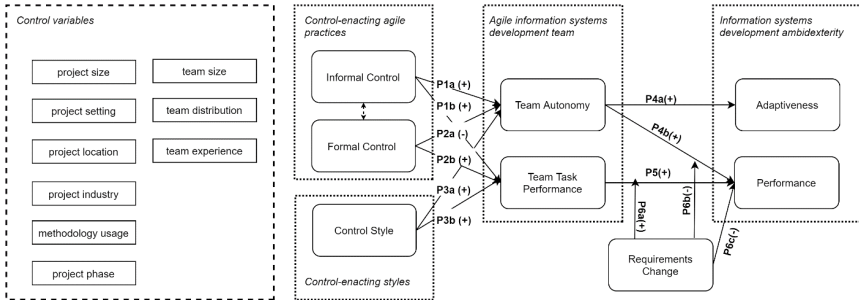 Control variables
project size
team size
project setting
team distribution
project location
team experience
project industry
methodology usage
project phase
Control-enacting agile
practices
Informal Control
Formal Control
Control Style
Control-enacting styles
P1a (+)
P1b (+)
P2a (-)
P2b (+)
P3a (+)
P3b (+)
Agile information systems
development team
Team Autonomy
Team Task
Performance
P4a(+)
P4b(+)
P5(+)
P6a(+)
P6b(-)
P6c(-)
Requirements
Change
Information systems
development ambidexterity
Adaptiveness
Performance